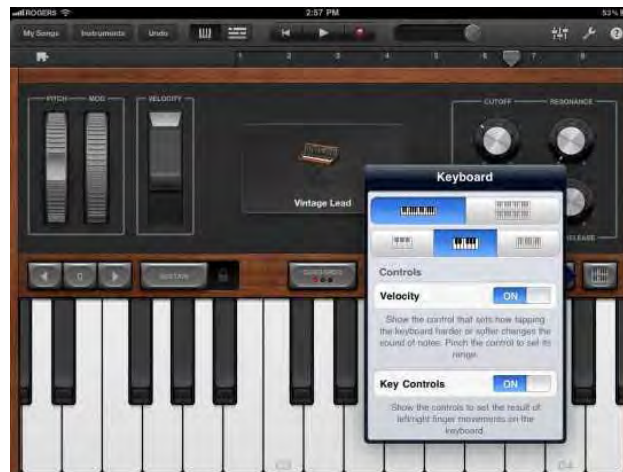 ROGERS 2:57 PM 53%
My Songs Instruments Undo
1 2 3 4 5 6 7 8
PITCH MOD VELOCITY CUTOFF RESONANCE
Keyboard
Vintage Lead
RELEASE
0 SUSTAIN
Controls
Velocity ON
Show the control that sets how tapping
the keyboard harder or softer changes the
sound of notes. Pinch the control to set its
range.
Key Controls ON
Show the controls to set the result of
left/right finger movements on the
keyboard.
C3 C4